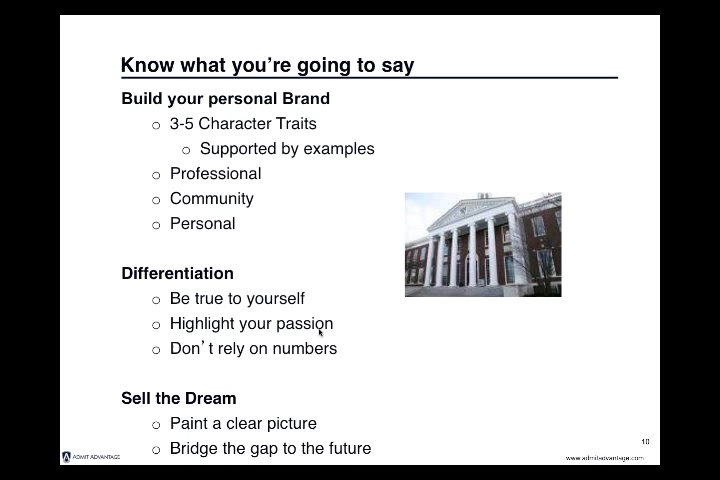 Know what you’re going to say
Build your personal Brand
○ 3-5 Character Traits
○ Supported by examples
○ Professional
○ Community
○ Personal
Differentiation
○ Be true to yourself
○ Highlight your passion
○ Don’t rely on numbers
Sell the Dream
○ Paint a clear picture
○ Bridge the gap to the future
10
ADMIT ADVANTAGE
www.admitadvantage.com